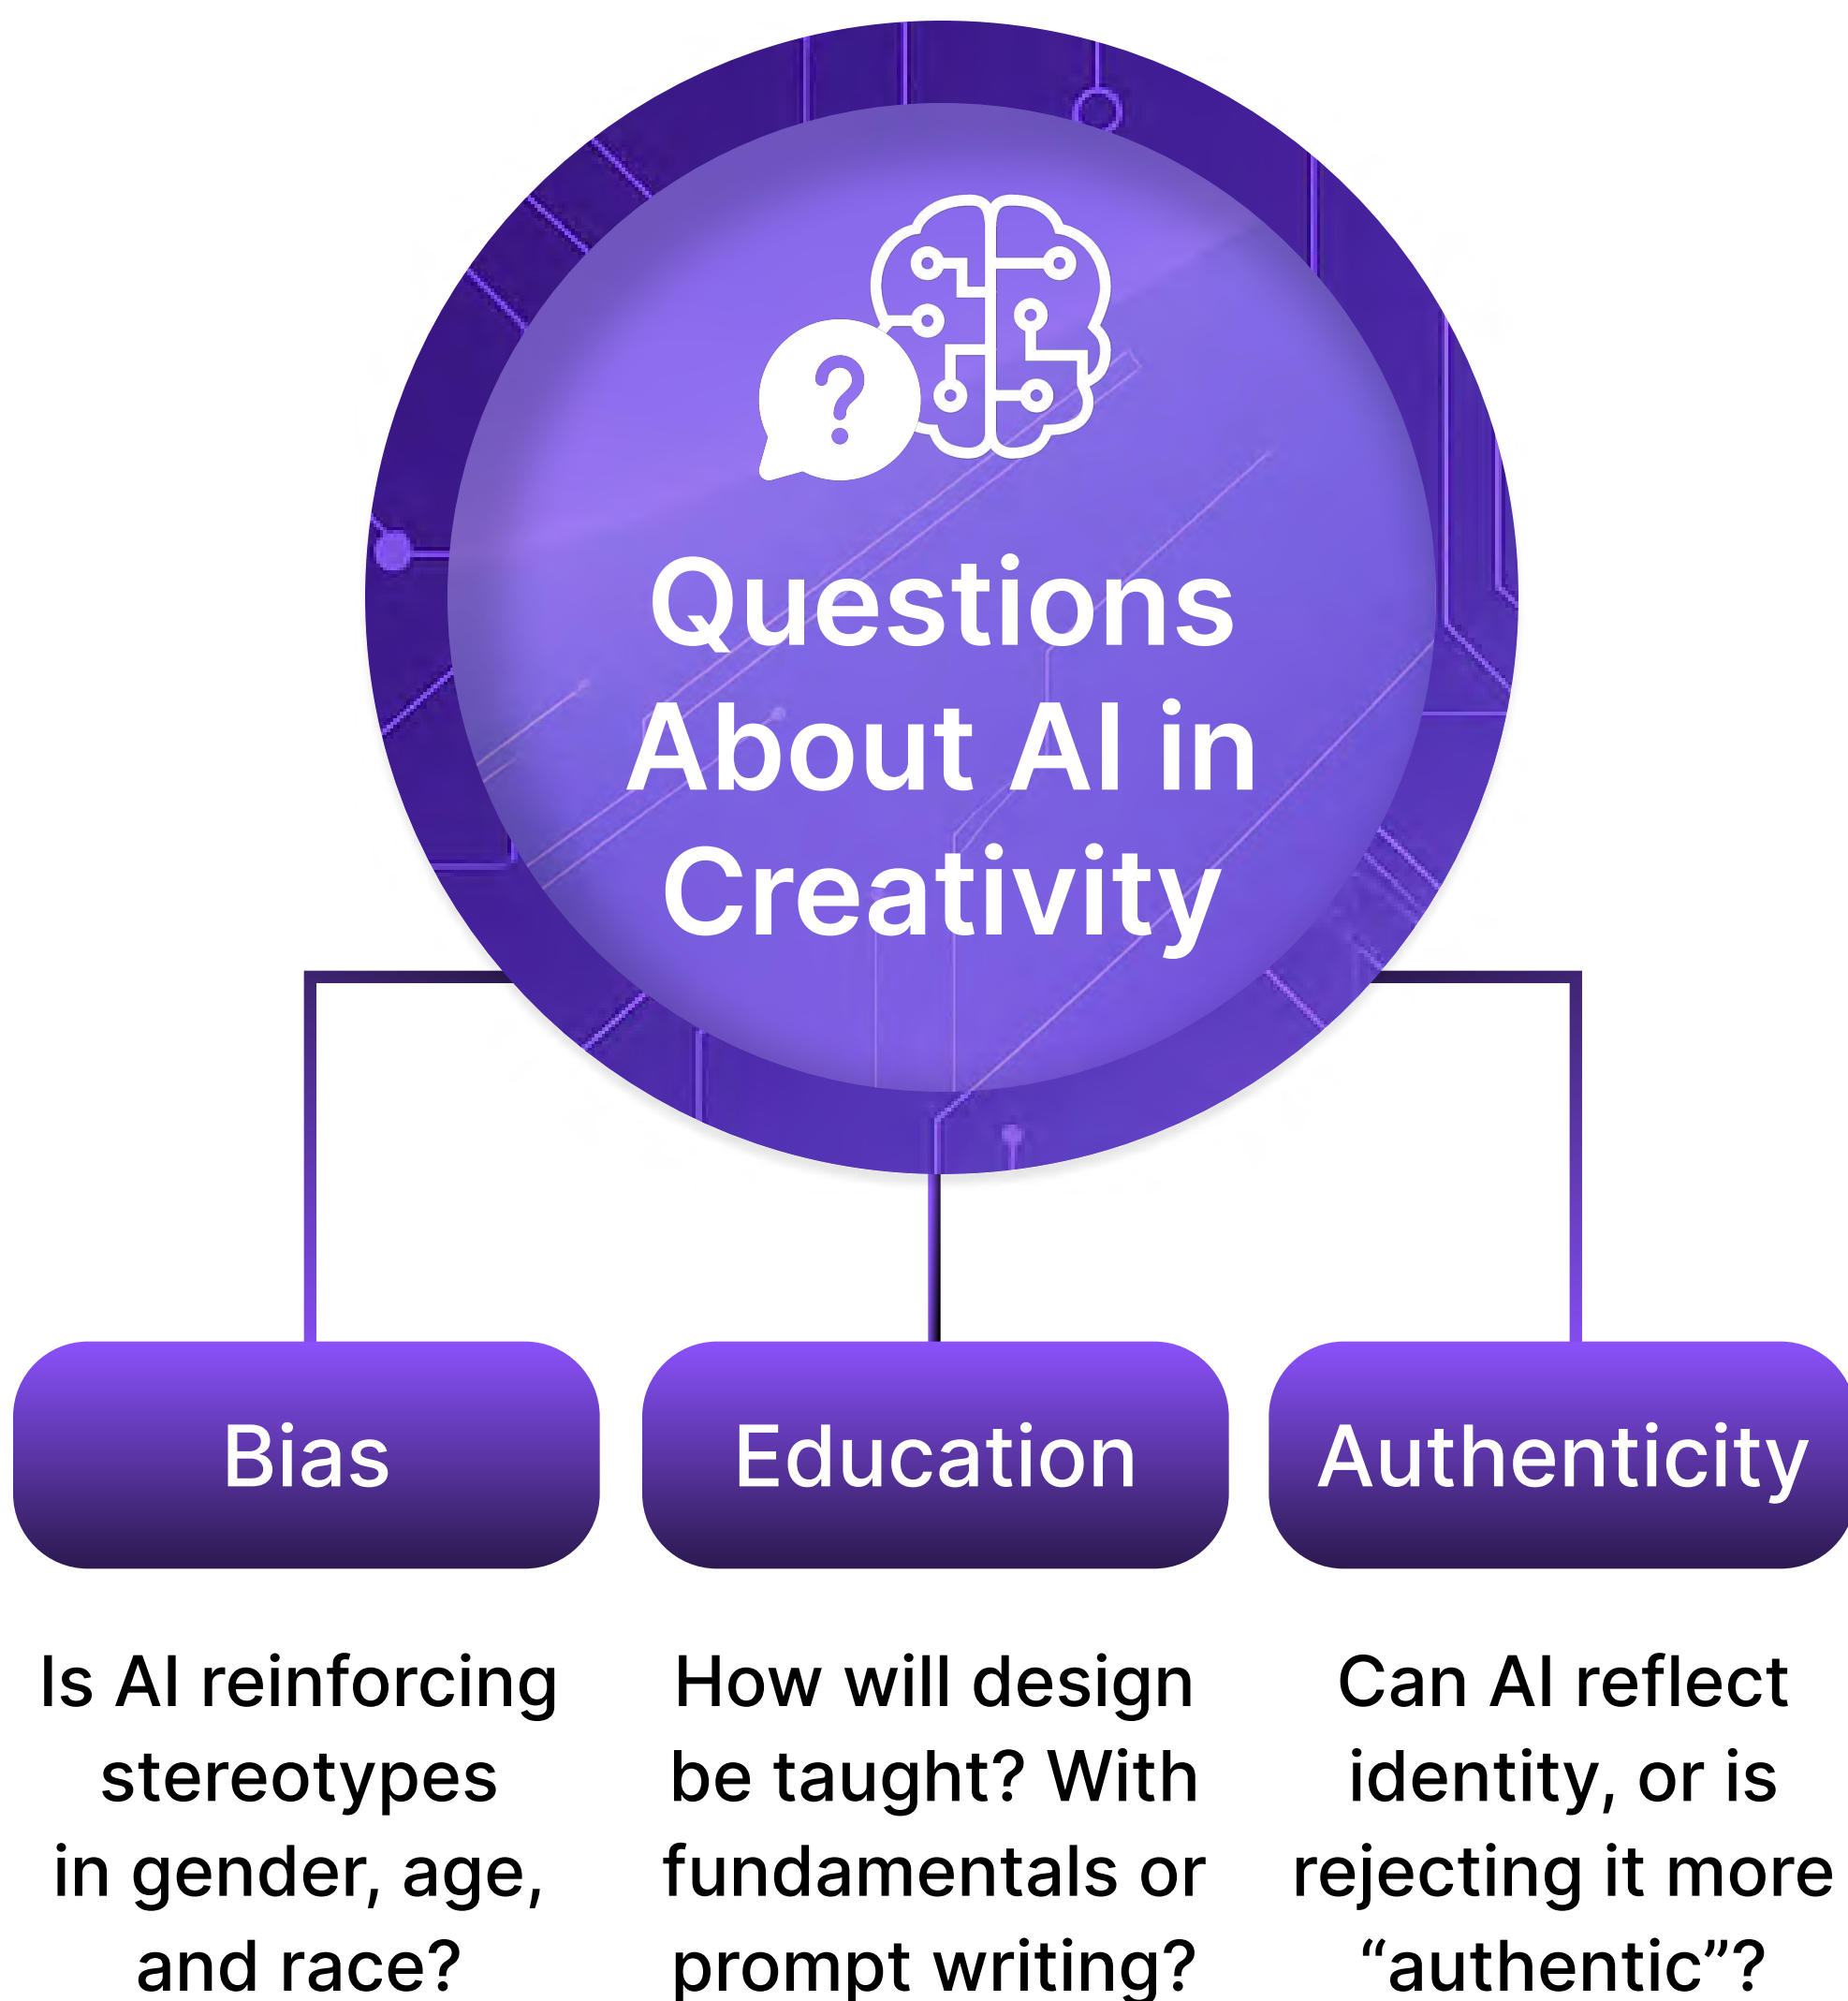 ?
Questions
About AI in
Creativity
Bias
Is AI reinforcing
stereotypes
in gender, age,
and race?
Education
How will design
be taught? With
fundamentals or
prompt writing?
Authenticity
Can AI reflect
identity, or is
rejecting it more
“authentic”?